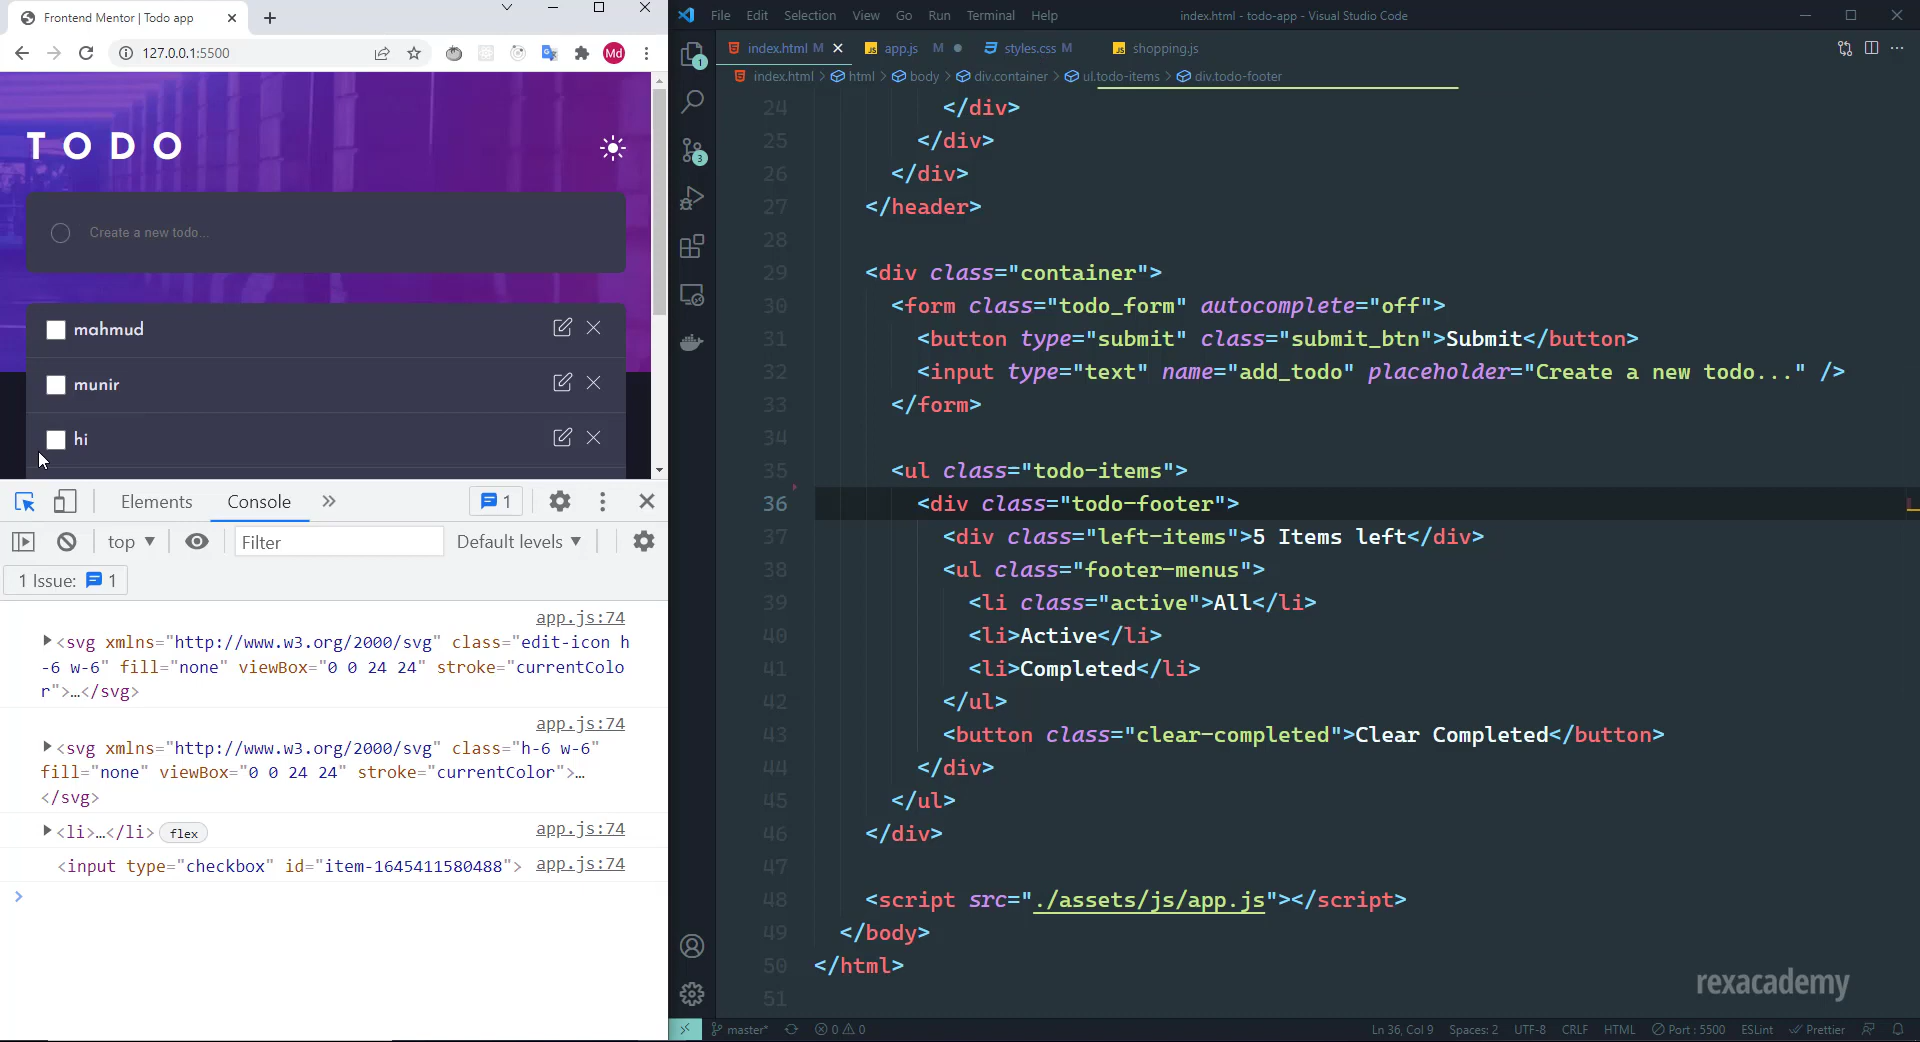 Frontend Mentor | Todo app
127.0.0.1:5500
Md
TODO
Create a new todo...
mahmud
munir
hi
Elements Console » 1
top ▼ Filter Default levels ▼
1 Issue: 1
app.js:74
<svg xmlns="http://www.w3.org/2000/svg" class="edit-icon h
-6 w-6" fill="none" viewBox="0 0 24 24" stroke="currentColo
r">…</svg>
app.js:74
<svg xmlns="http://www.w3.org/2000/svg" class="h-6 w-6"
fill="none" viewBox="0 0 24 24" stroke="currentColor">…
</svg>
<li>…</li> flex app.js:74
<input type="checkbox" id="item-1645411580488"> app.js:74
File Edit Selection View Go Run Terminal Help index.html - todo-app - Visual Studio Code
index.html M app.js M styles.css M shopping.js
index.html > html > body > div.container > ul.todo-items > div.todo-footer
1
3
24 </div>
25 </div>
26 </div>
27 </header>
28
29 <div class="container">
30 <form class="todo_form" autocomplete="off">
31 <button type="submit" class="submit_btn">Submit</button>
32 <input type="text" name="add_todo" placeholder="Create a new todo..." />
33 </form>
34
35 <ul class="todo-items">
36 <div class="todo-footer">
37 <div class="left-items">5 Items left</div>
38 <ul class="footer-menus">
39 <li class="active">All</li>
40 <li>Active</li>
41 <li>Completed</li>
42 </ul>
43 <button class="clear-completed">Clear Completed</button>
44 </div>
45 </ul>
46 </div>
47
48 <script src="./assets/js/app.js"></script>
49 </body>
50 </html>
51
rexacademy
master* 0 0 Ln 36, Col 9 Spaces: 2 UTF-8 CRLF HTML Port : 5500 ESLint Prettier